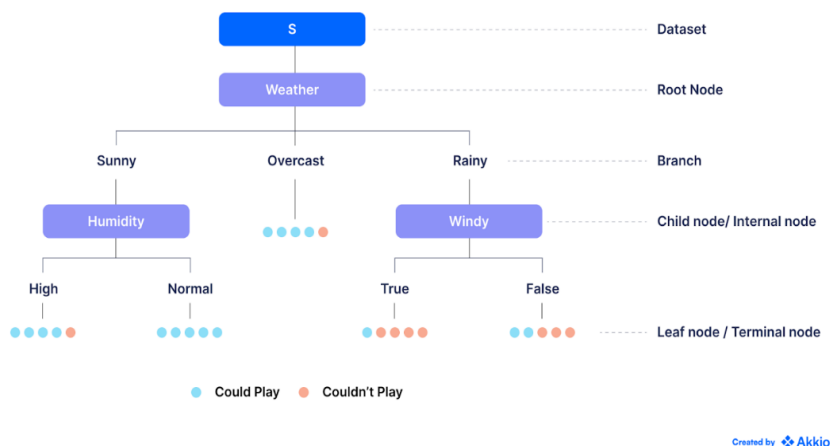 S
Dataset
Weather
Root Node
Sunny
Overcast
Rainy
Branch
Humidity
Windy
Child node/ Internal node
High
Normal
True
False
Leaf node / Terminal node
Could Play
Couldn't Play
Created by Akkio